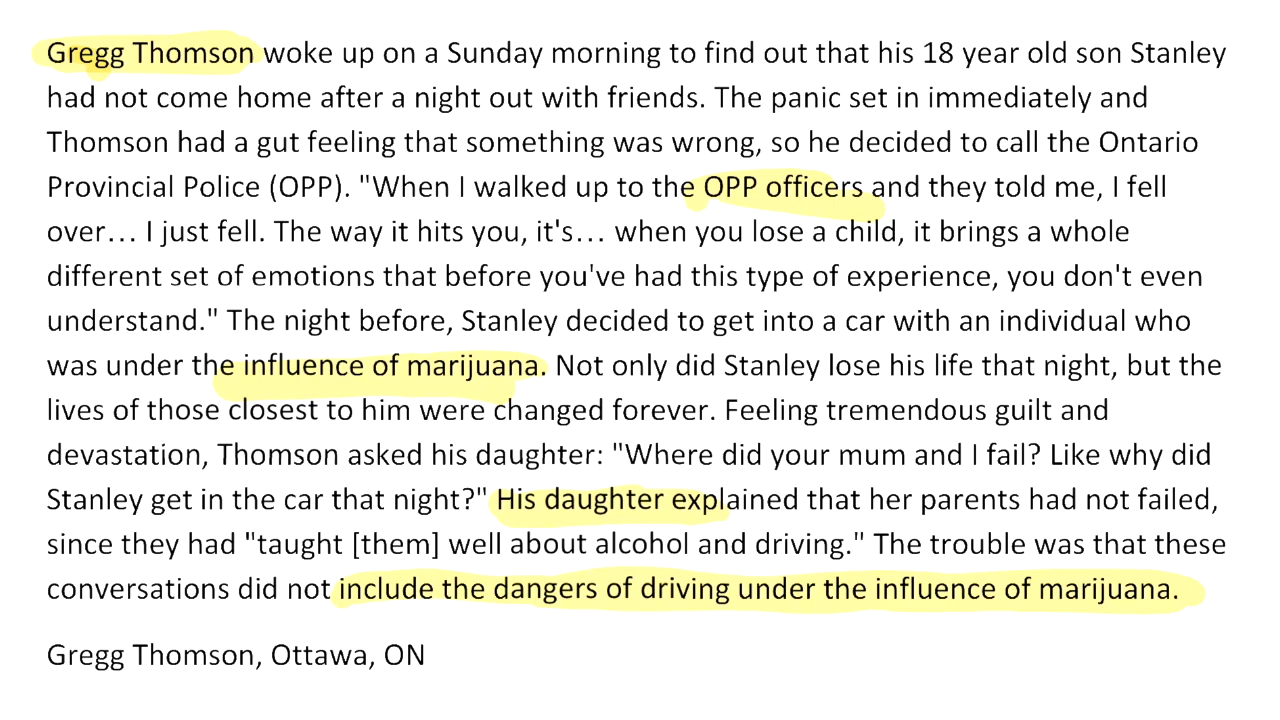 Gregg Thomson woke up on a Sunday morning to find out that his 18 year old son Stanley
had not come home after a night out with friends. The panic set in immediately and
Thomson had a gut feeling that something was wrong, so he decided to call the Ontario
Provincial Police (OPP). "When I walked up to the OPP officers and they told me, I fell
over… I just fell. The way it hits you, it's… when you lose a child, it brings a whole
different set of emotions that before you've had this type of experience, you don't even
understand." The night before, Stanley decided to get into a car with an individual who
was under the influence of marijuana. Not only did Stanley lose his life that night, but the
lives of those closest to him were changed forever. Feeling tremendous guilt and
devastation, Thomson asked his daughter: "Where did your mum and I fail? Like why did
Stanley get in the car that night?" His daughter explained that her parents had not failed,
since they had "taught [them] well about alcohol and driving." The trouble was that these
conversations did not include the dangers of driving under the influence of marijuana.
Gregg Thomson, Ottawa, ON